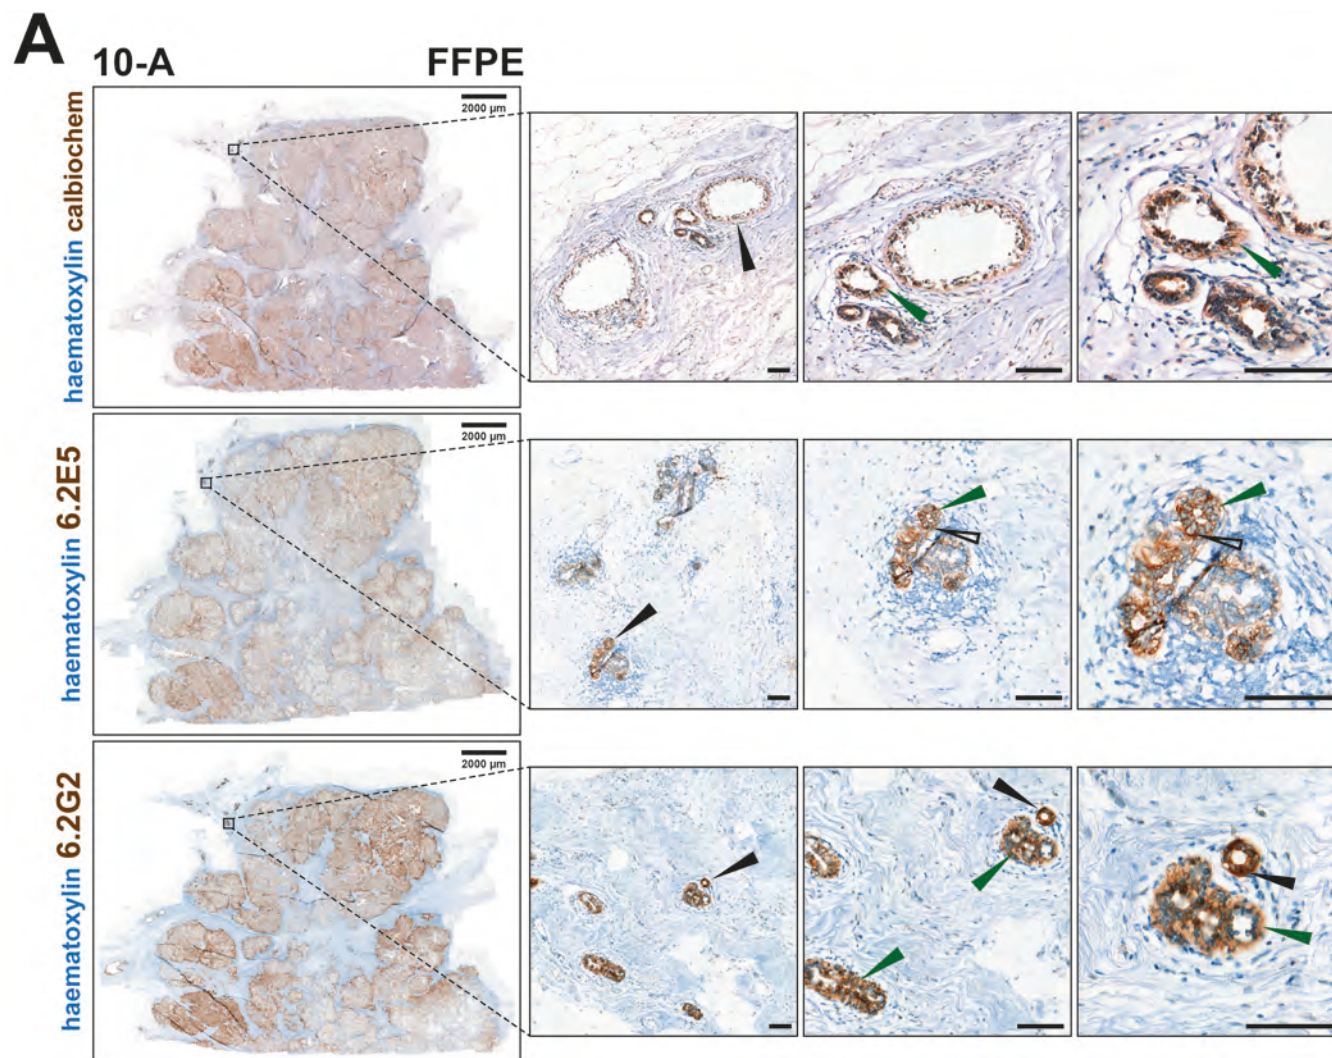 A
10-A FFPE
haematoxylin calbiochem
2000 µm
haematoxylin 6.2E5
2000 µm
haematoxylin 6.2G2
2000 µm